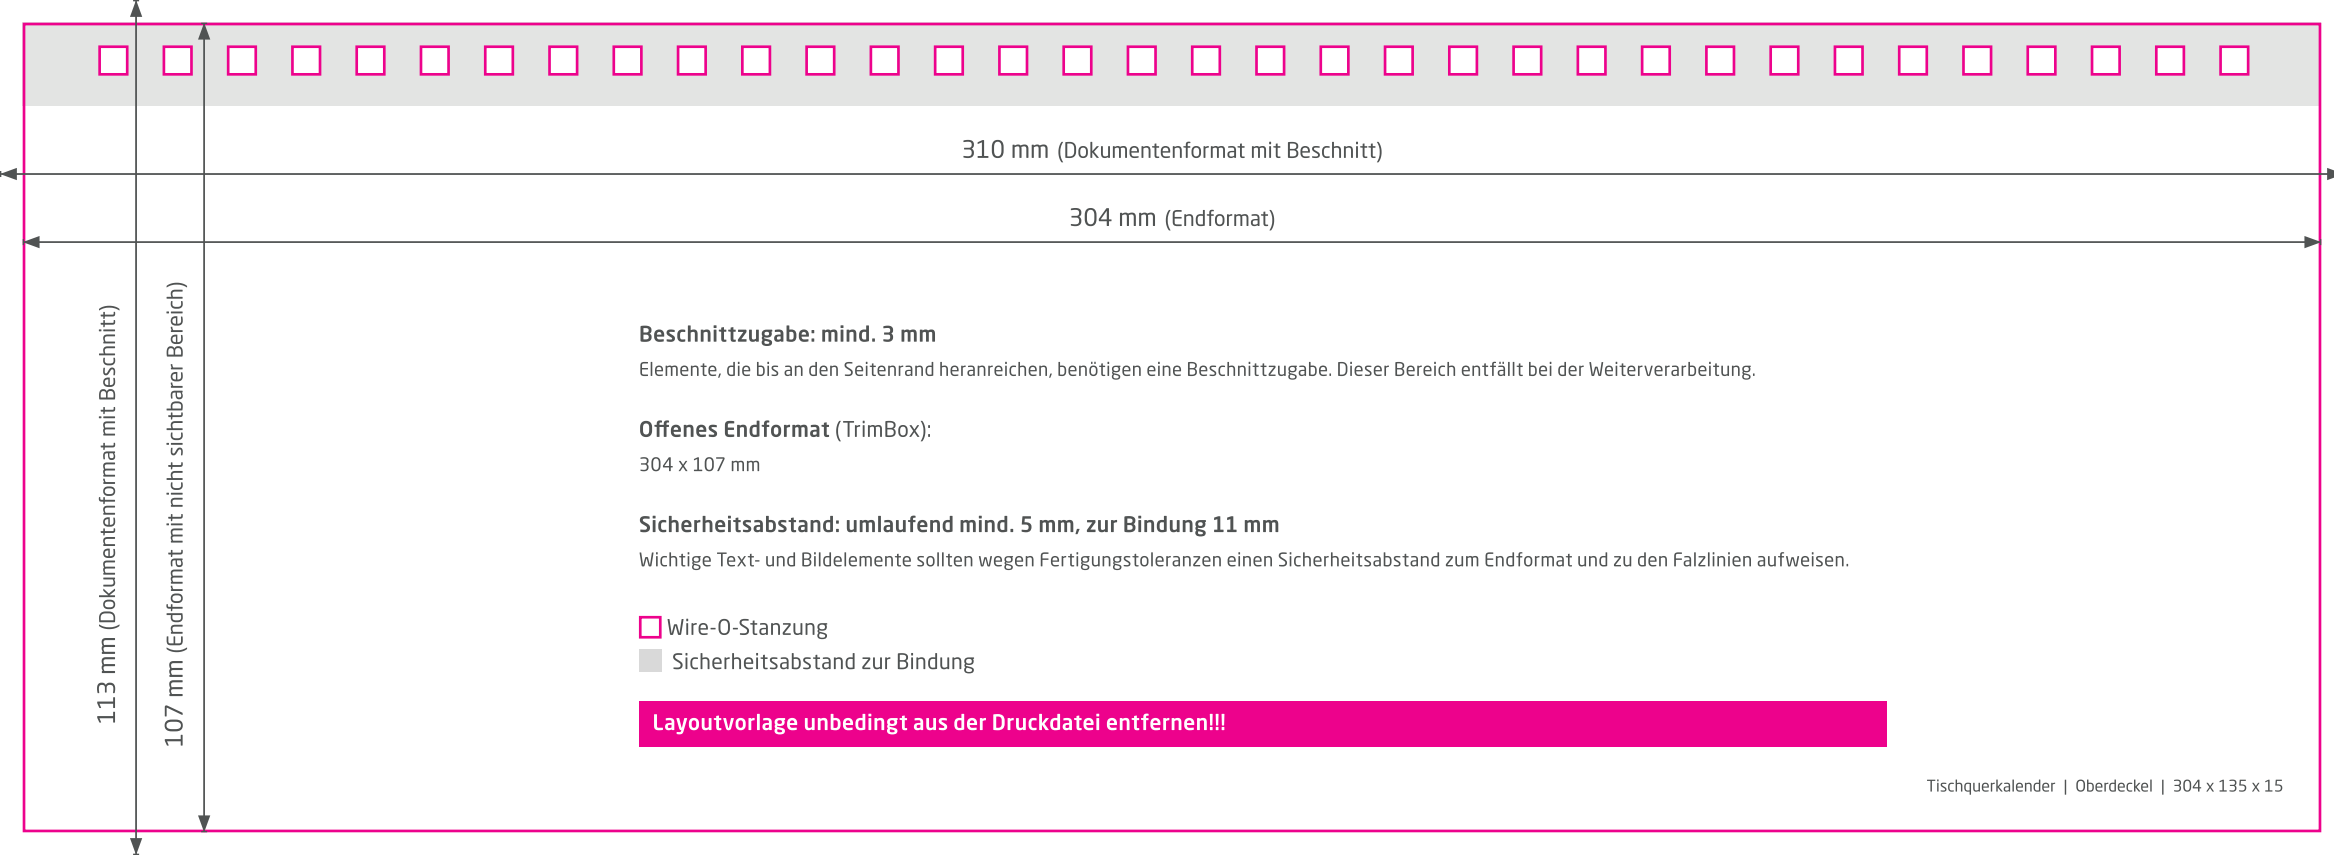 310 mm (Dokumentenformat mit Beschnitt)
304 mm (Endformat)
113 mm (Dokumentenformat mit Beschnitt)
107 mm (Endformat mit nicht sichtbarer Bereich)
Beschnittzugabe: mind. 3 mm
Elemente, die bis an den Seitenrand heranreichen, benötigen eine Beschnittzugabe. Dieser Bereich entfällt bei der Weiterverarbeitung.
Offenes Endformat (TrimBox):
304 x 107 mm
Sicherheitsabstand: umlaufend mind. 5 mm, zur Bindung 11 mm
Wichtige Text- und Bildelemente sollten wegen Fertigungstoleranzen einen Sicherheitsabstand zum Endformat und zu den Falzlinien aufweisen.
Wire-O-Stanzung
Sicherheitsabstand zur Bindung
Layoutvorlage unbedingt aus der Druckdatei entfernen!!!
Tischquerkalender | Oberdeckel | 304 x 135 x 15